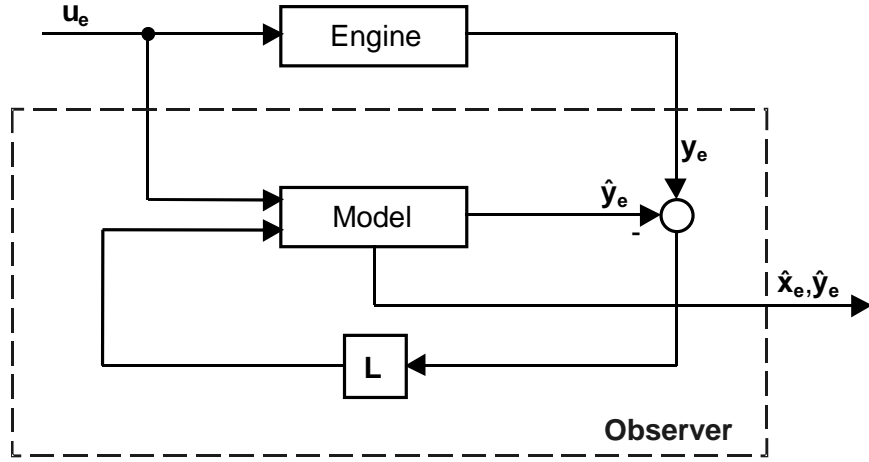 uₑ
Engine
yₑ
ŷₑ
Model
-
x̂ₑ,ŷₑ
L
Observer